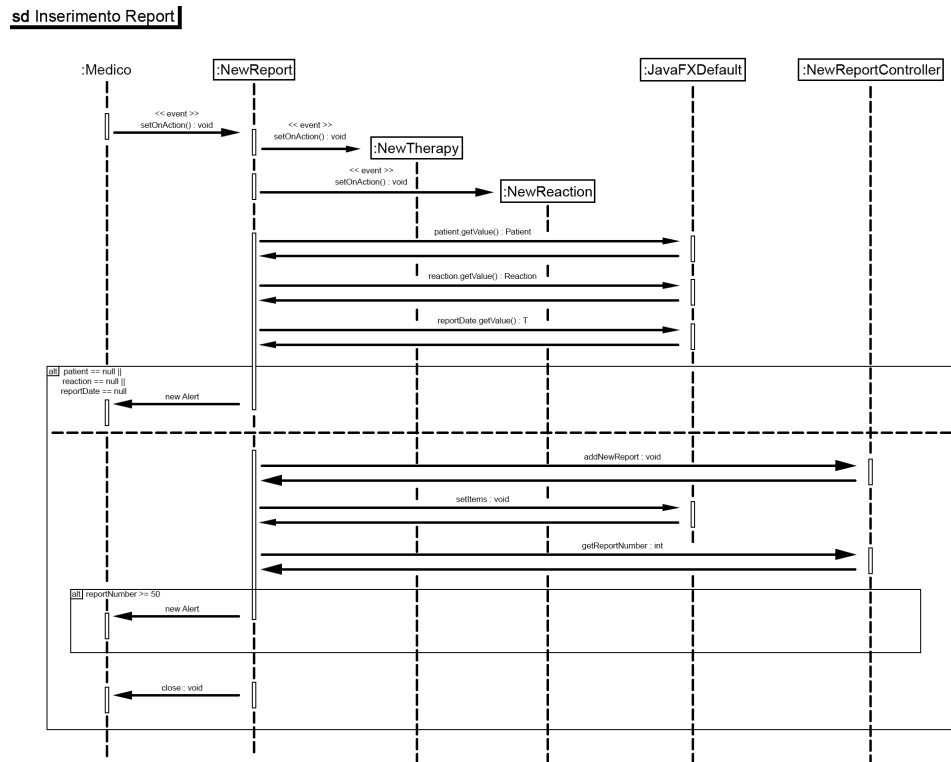 sd Inserimento Report
:Medico
:NewReport
:JavaFXDefault
:NewReportController
<< event >>
setOnAction() : void
<< event >>
setOnAction() : void
:NewTherapy
<< event >>
setOnAction() : void
:NewReaction
patient.getValue() : Patient
reaction.getValue() : Reaction
reportDate.getValue() : T
alt patient == null ||
reaction == null ||
reportDate == null
new Alert
addNewReport : void
setItems : void
getReportNumber : int
alt reportNumber >= 50
new Alert
close : void